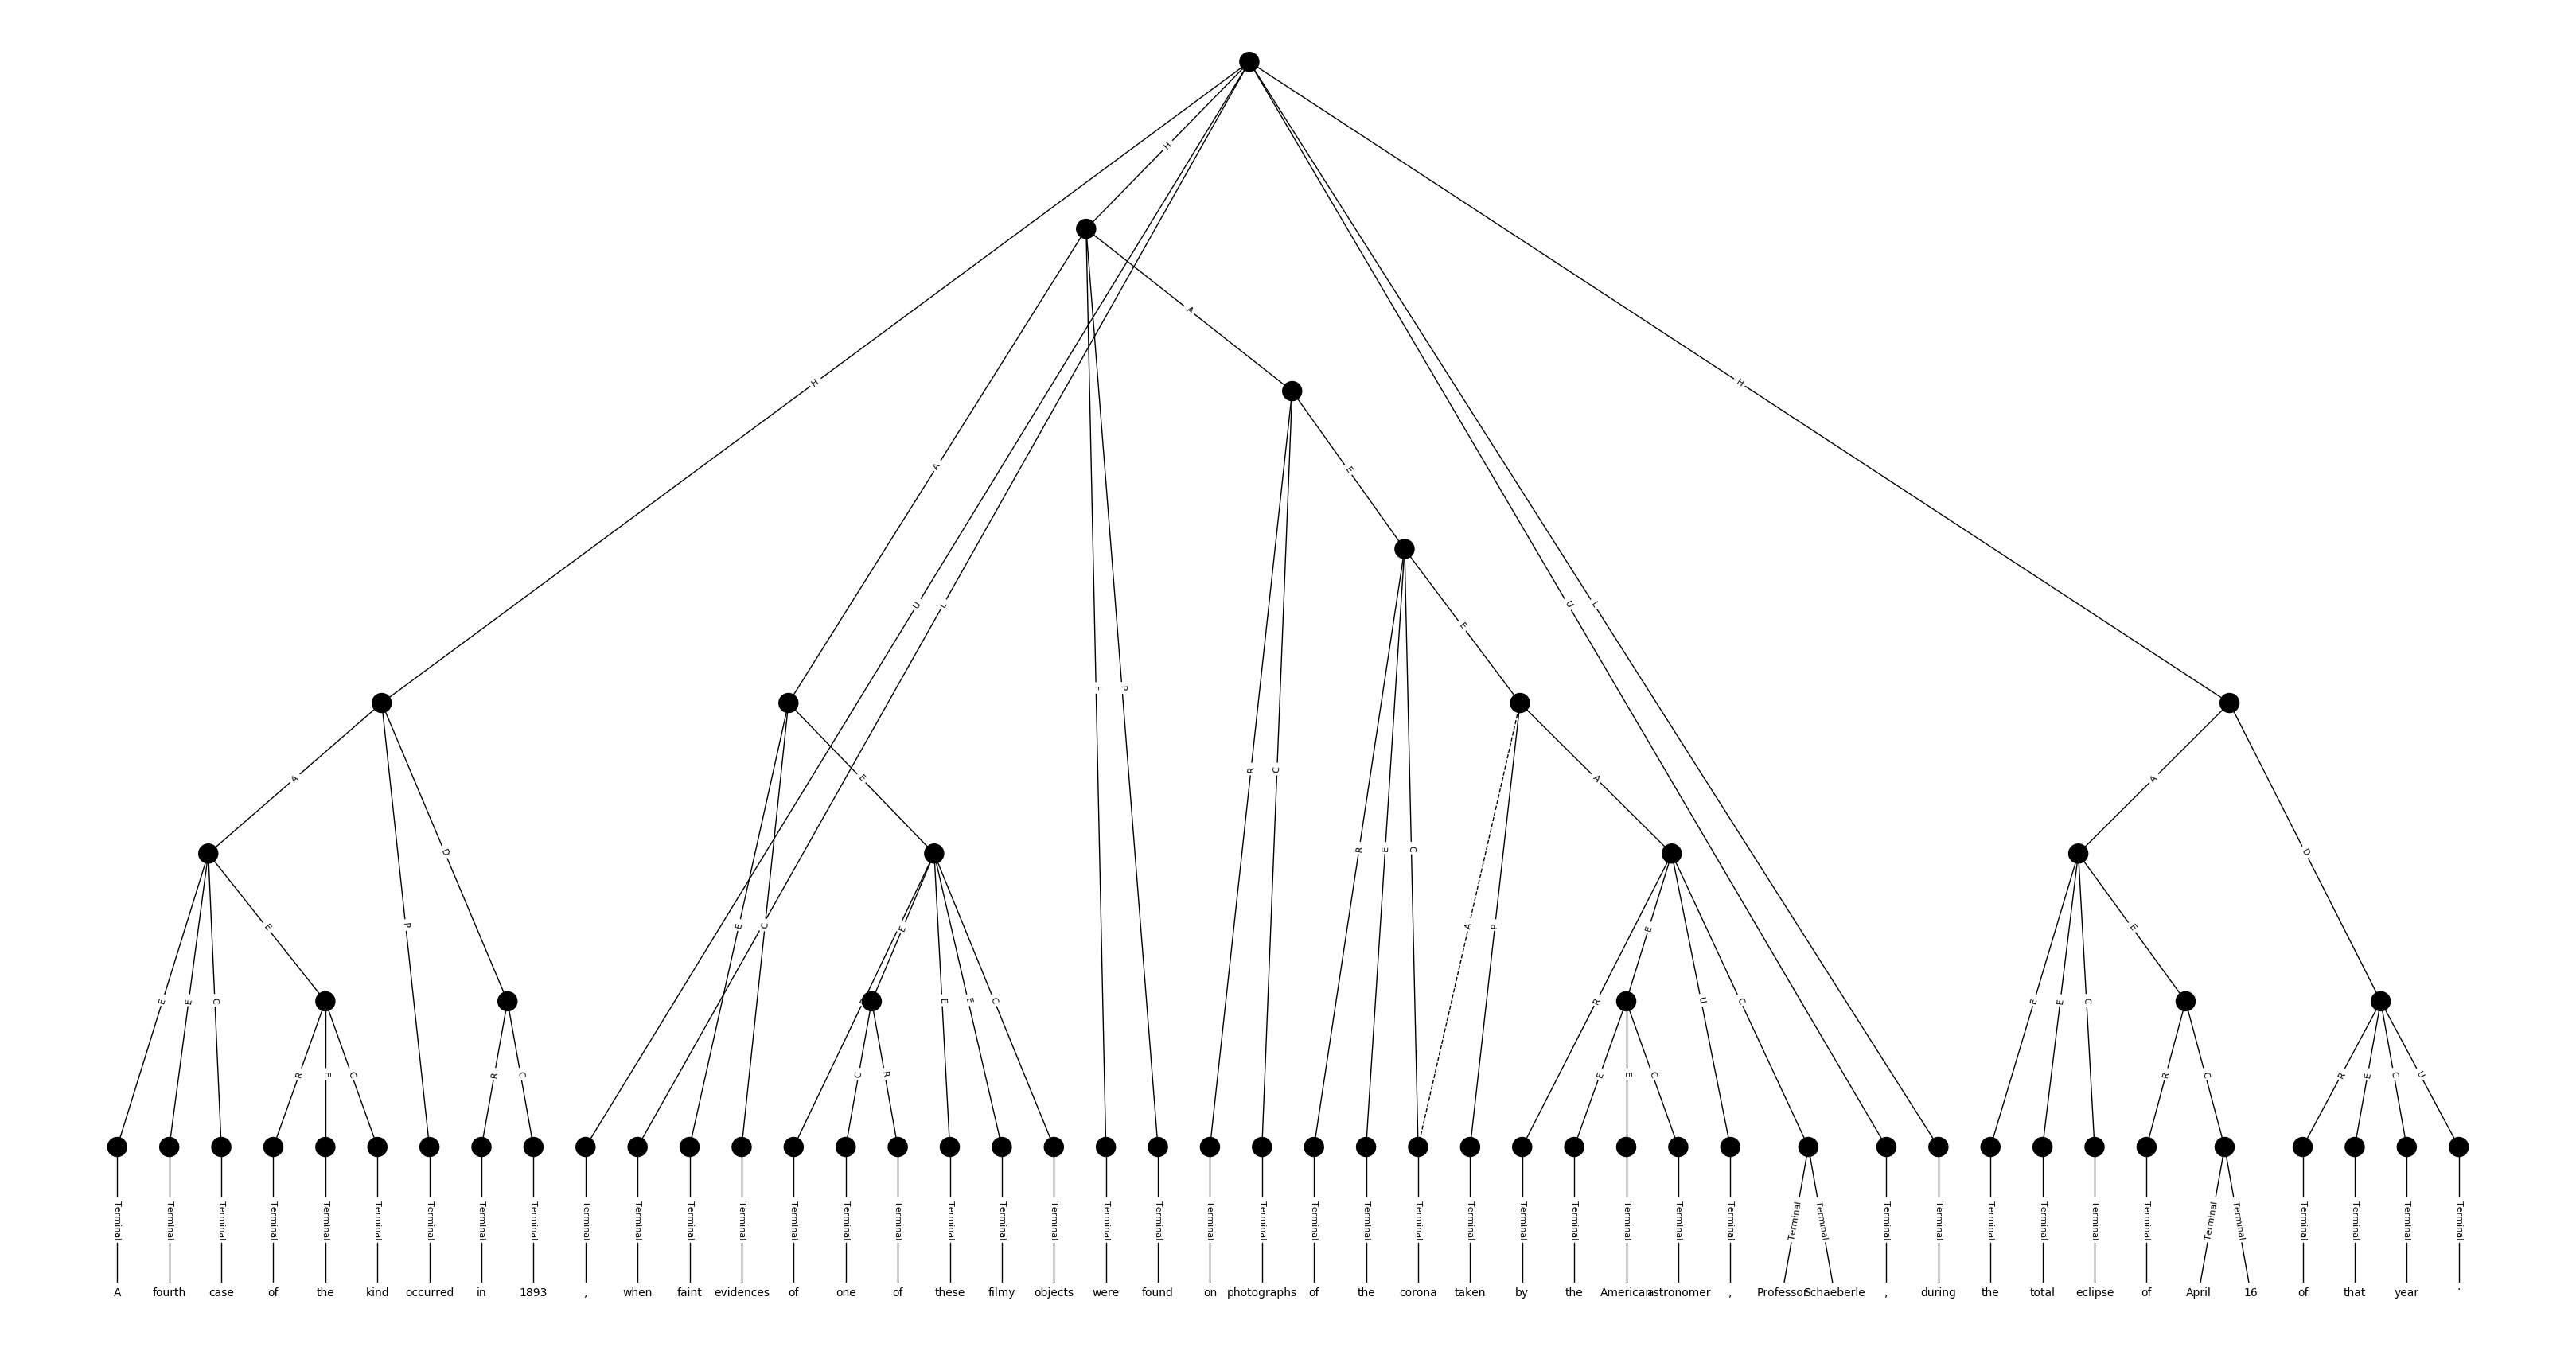 H
H
A
H
A
E
U
L
U
L
E
F
P
R
C
A
E
A
A
D
R
E
C
D
E
P
E
C
E
A
P
E
E
E
E
C
E
E
C
R
E
U
C
E
E
C
R
E
C
R
C
C
R
E
E
C
R
C
R
E
C
U
Terminal Terminal Terminal Terminal Terminal Terminal Terminal Terminal Terminal Terminal Terminal Terminal Terminal Terminal Terminal Terminal Terminal Terminal Terminal Terminal Terminal Terminal Terminal Terminal Terminal Terminal Terminal Terminal Terminal Terminal Terminal Terminal Terminal Terminal Terminal Terminal Terminal Terminal Terminal Terminal Terminal Terminal Terminal Terminal Terminal Terminal
A fourth case of the kind occurred in 1893 , when faint evidences of one of these filmy objects were found on photographs of the corona taken by the American astronomer , Professor Schaeberle , during the total eclipse of April 16 of that year .